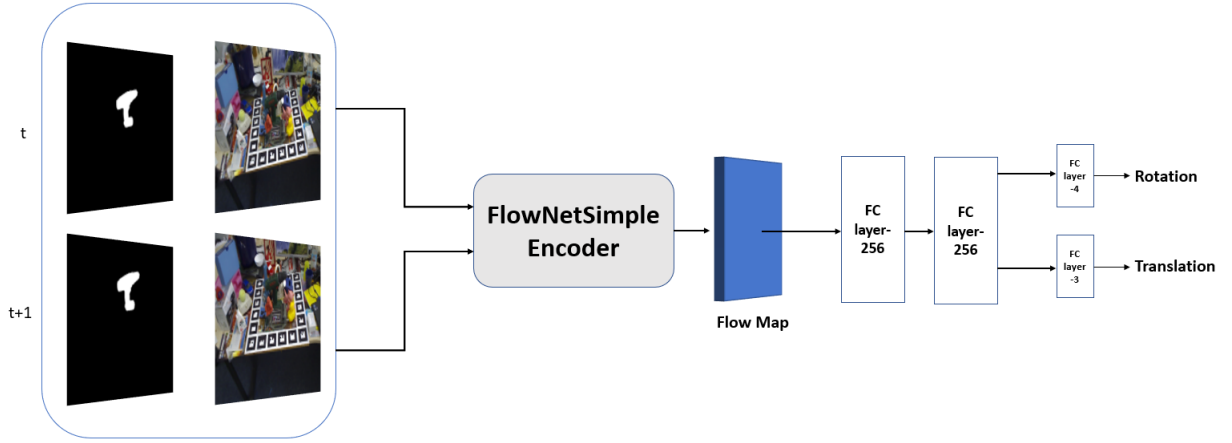 t
t+1
FlowNetSimple
Encoder
Flow Map
FC
layer-
256
FC
layer-
256
FC
layer
-4
Rotation
FC
layer
-3
Translation